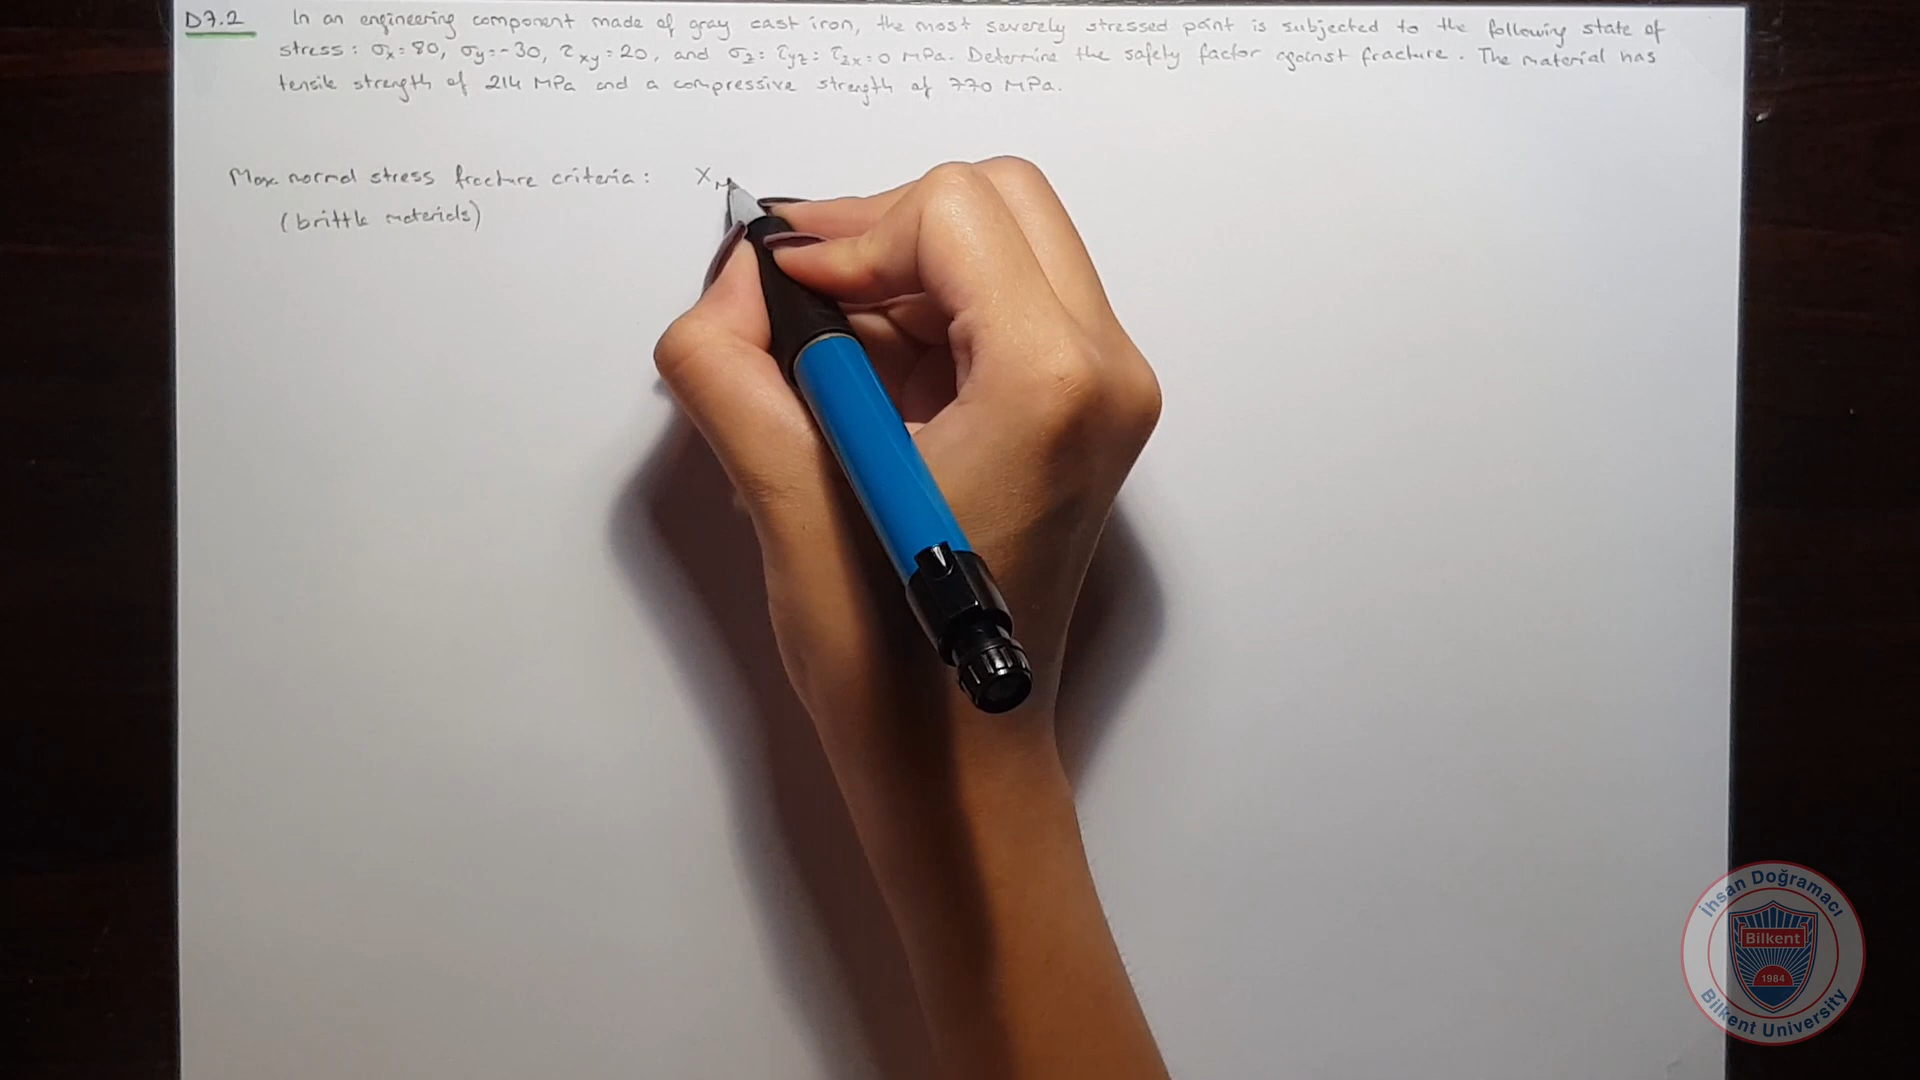 D7.2 In an engineering component made of gray cast iron, the most severely stressed point is subjected to the following state of
stress: σx=80, σy=-30, τxy=20, and σz=τyz=τzx=0 MPa. Determine the safety factor against fracture. The material has
tensile strength of 214 MPa and a compressive strength of 770 MPa.
Max normal stress fracture criteria: X
(brittle materials)
İhsan Doğramacı
Bilkent
1984
Bilkent University